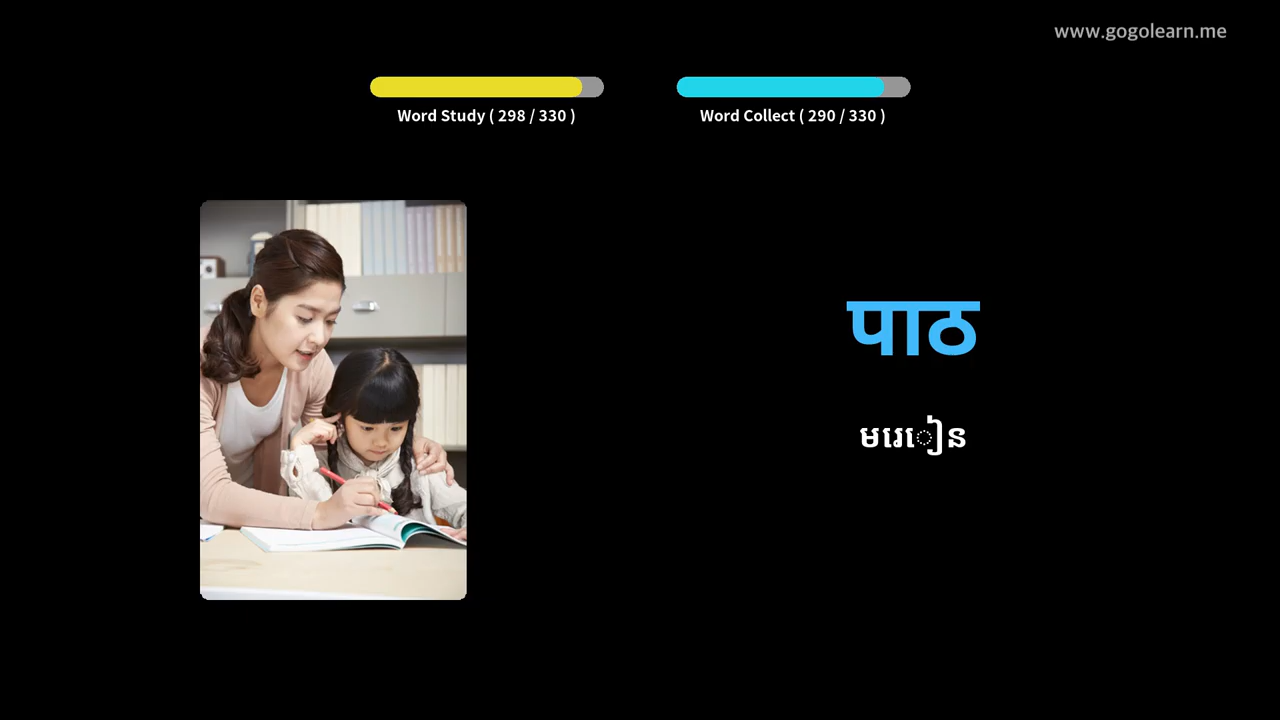 www.gogolearn.me
Word Study ( 298 / 330 )
Word Collect ( 290 / 330 )
पाठ
មរេៀន